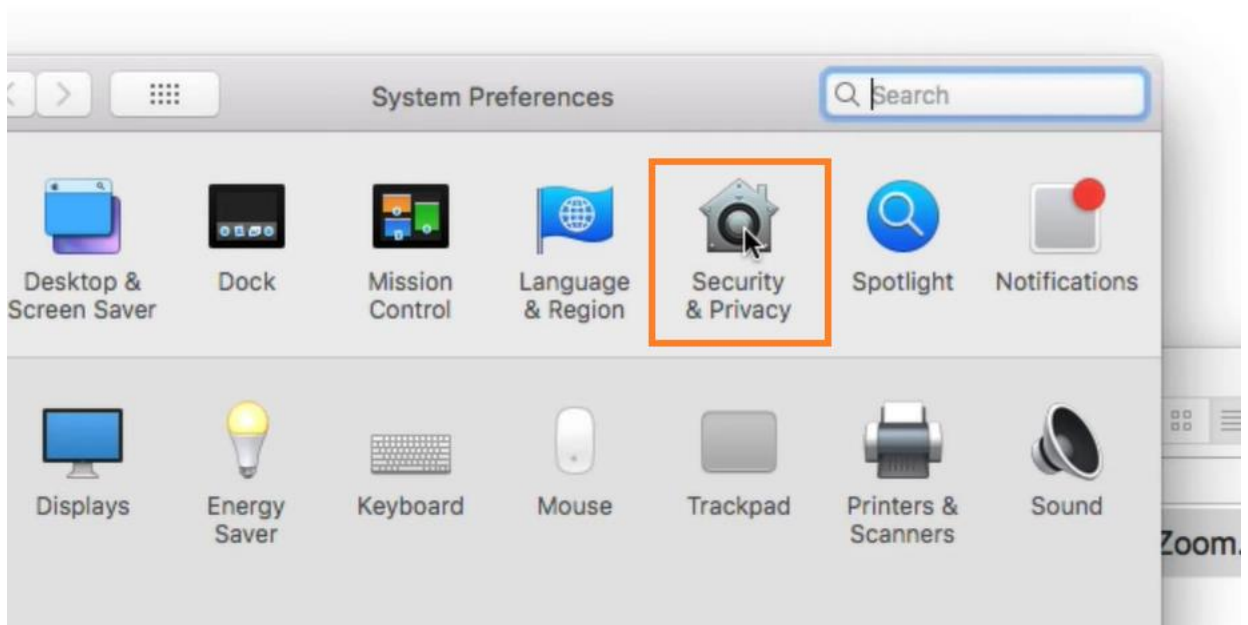 System Preferences
Search
Desktop &
Screen Saver
Dock
Mission
Control
Language
& Region
Security
& Privacy
Spotlight
Notifications
Displays
Energy
Saver
Keyboard
Mouse
Trackpad
Printers &
Scanners
Sound
Zoom.